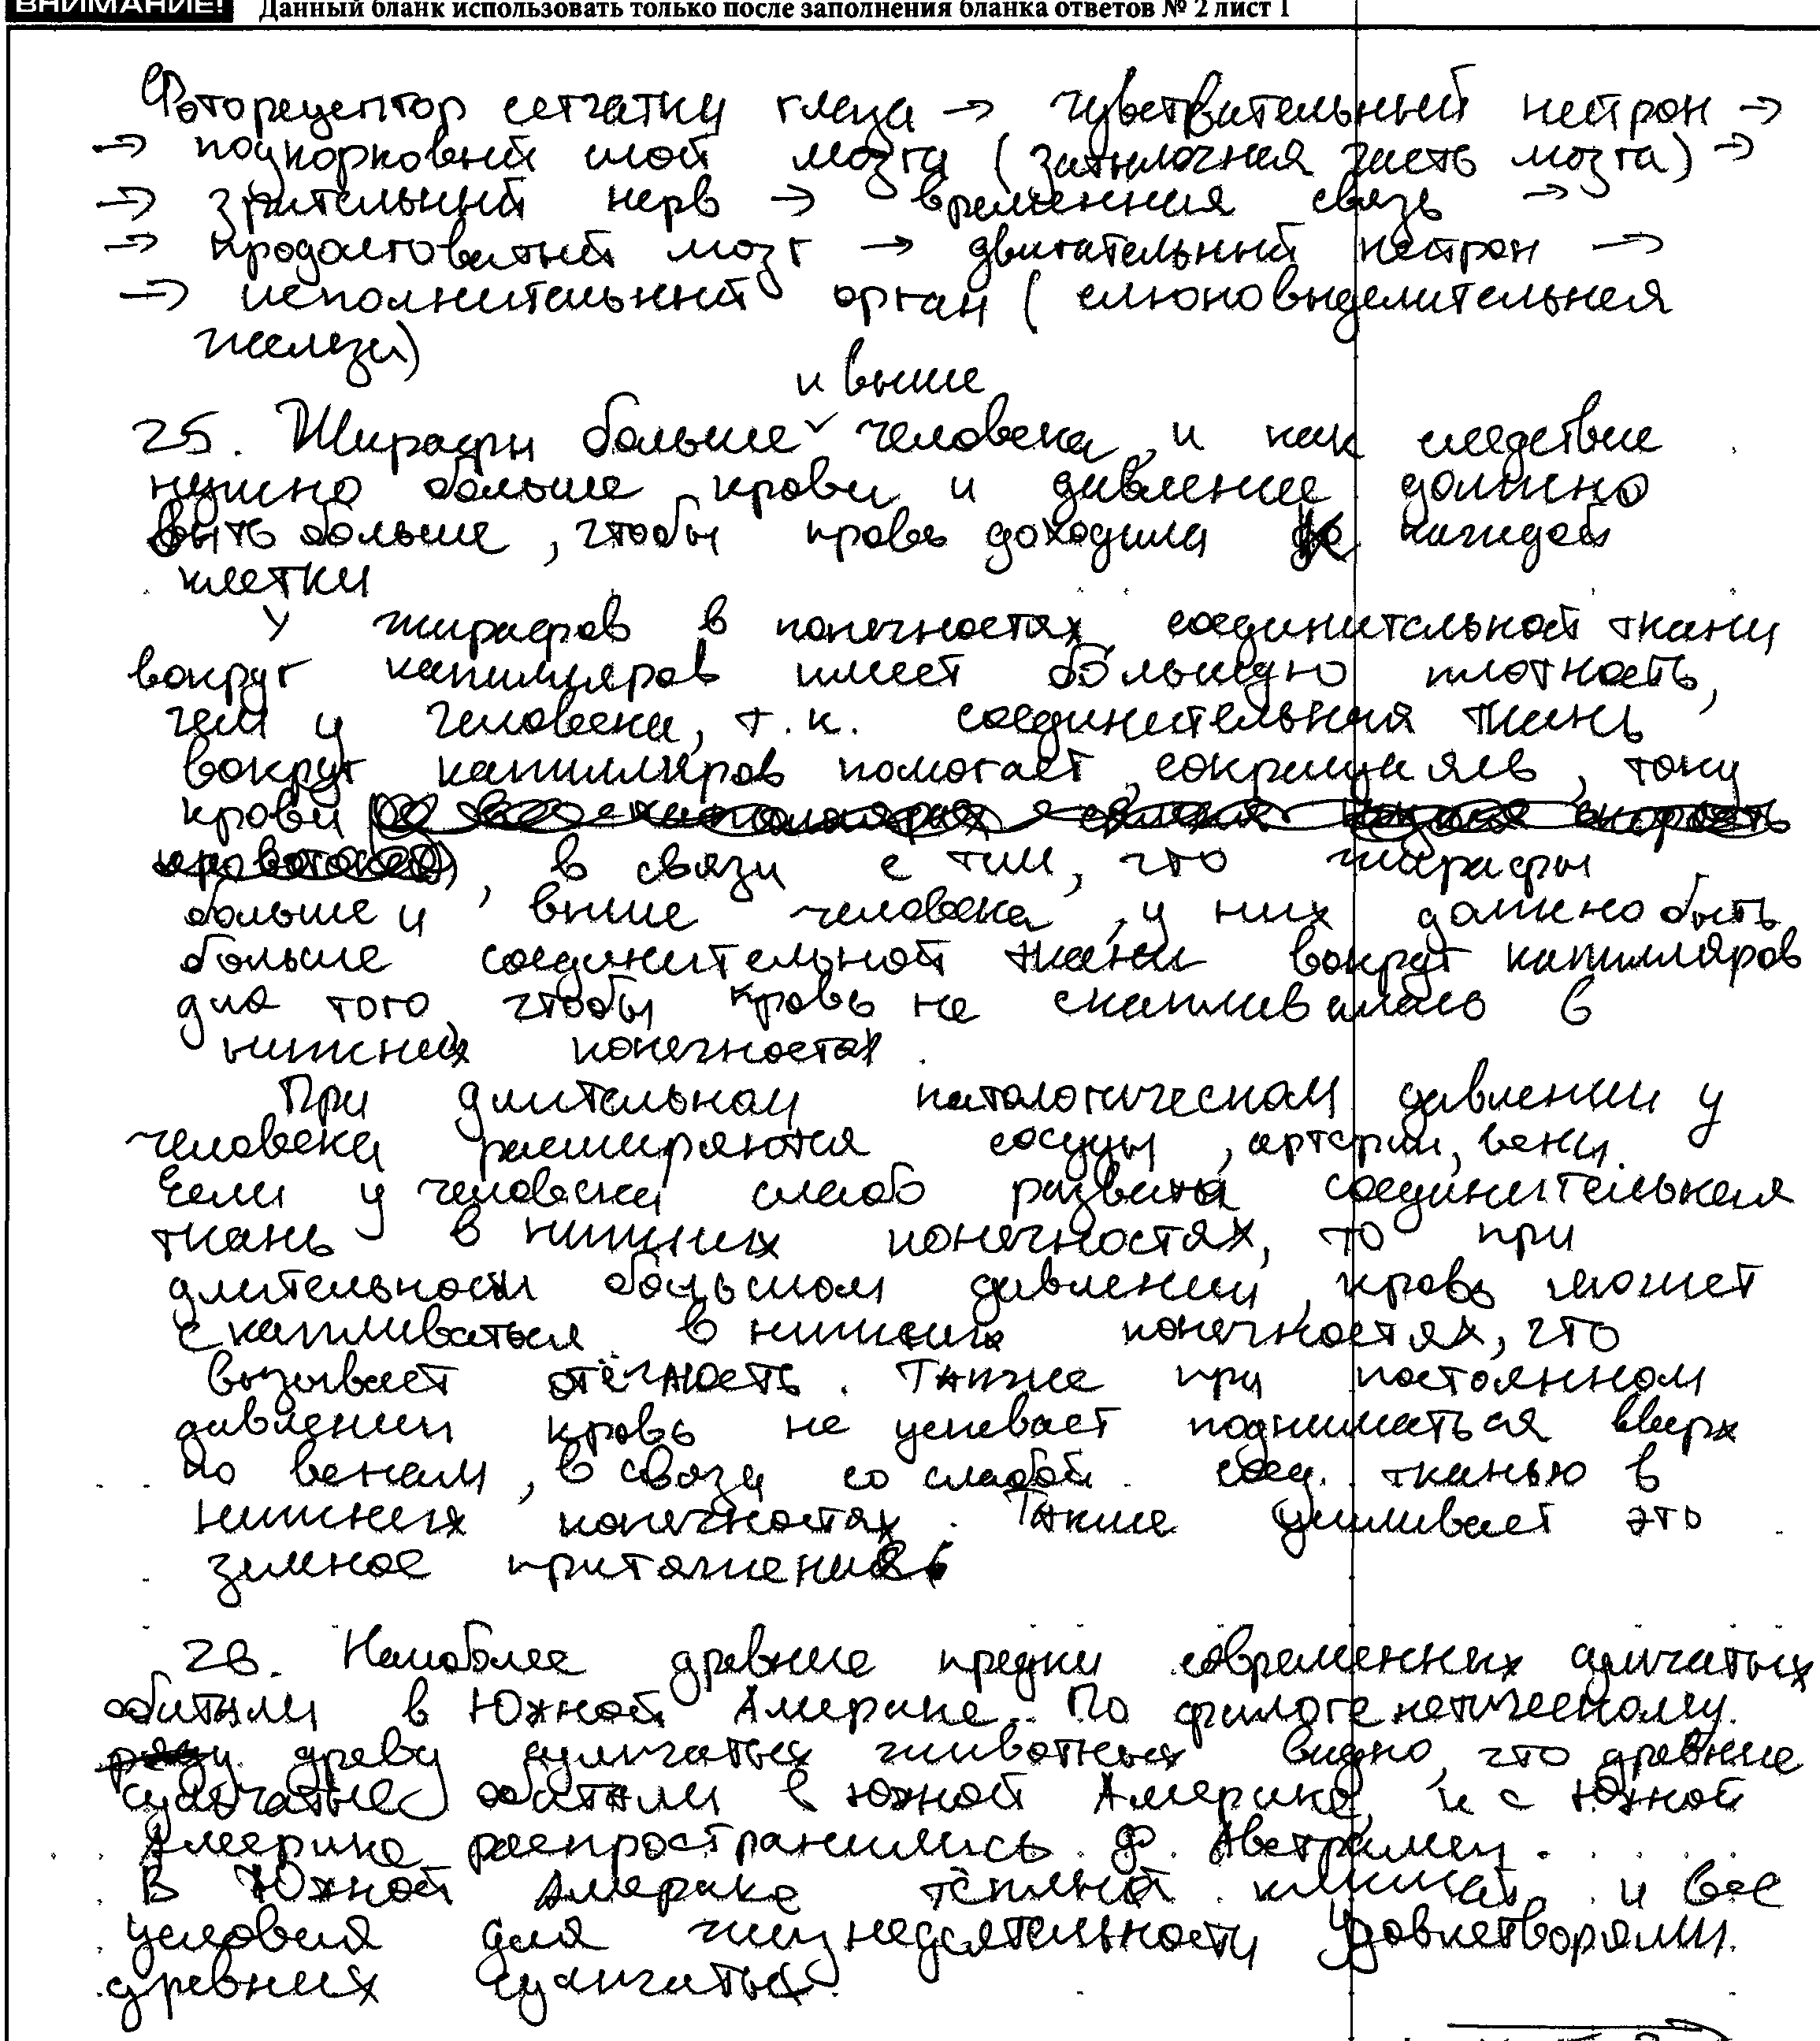 ВНИМАНИЕ! Данный бланк использовать только после заполнения бланка ответов № 2 лист 1
Фоторецептор сетчатки глаза → чувствительный нейрон →
→ подкорковый слой мозга (затылочная часть мозга) →
→ зрительный нерв → временная связь →
→ продолговатый мозг → двигательный нейрон →
→ исполнительный орган (слюновыделительная
железа)
и выше
25. Жирафы больше ˅ человека, и как следствие
нужно больше крови и давление должно
быть больше, чтобы кровь доходила каждой
клетки
У жирафов в конечностях соединительной ткани
вокруг капилляров имеет бо́льшую плотность,
чем у человека, т.к. соединительная ткань
вокруг капилляров помогает, сокращаясь, току
крови
, в связи с тем, что жирафы
больше и выше человека, у них должно быть
больше соединительной ткани вокруг капилляров
для того, чтобы кровь не скапливалась в
нижних конечностях.
При длительном патологическом давлении у
человека расширяются сосуды, артерии, вены.
Если у человека слабо развита соединительная
ткань в нижних конечностях, то при
длительном большом давлении, кровь может
скапливаться в нижних конечностях, что
вызывает отёчность. Также при постоянном
давлении кровь не успевает подниматься вверх
по венам, в связи со слабой соед. тканью в
нижних конечностях. Также усиливает это
земное притяжение.
26. Наиболее древние предки современных сумчатых
обитали в Южной Америке. По филогенетическому
древу сумчатых животных видно, что древние
сумчатые обитали в Южной Америке, и с Южной
Америке распространились до Австралии.
В Южной Америке тёплый климат, и все
условия для жизнедеятельности удовлетворяли
древних сумчатых.